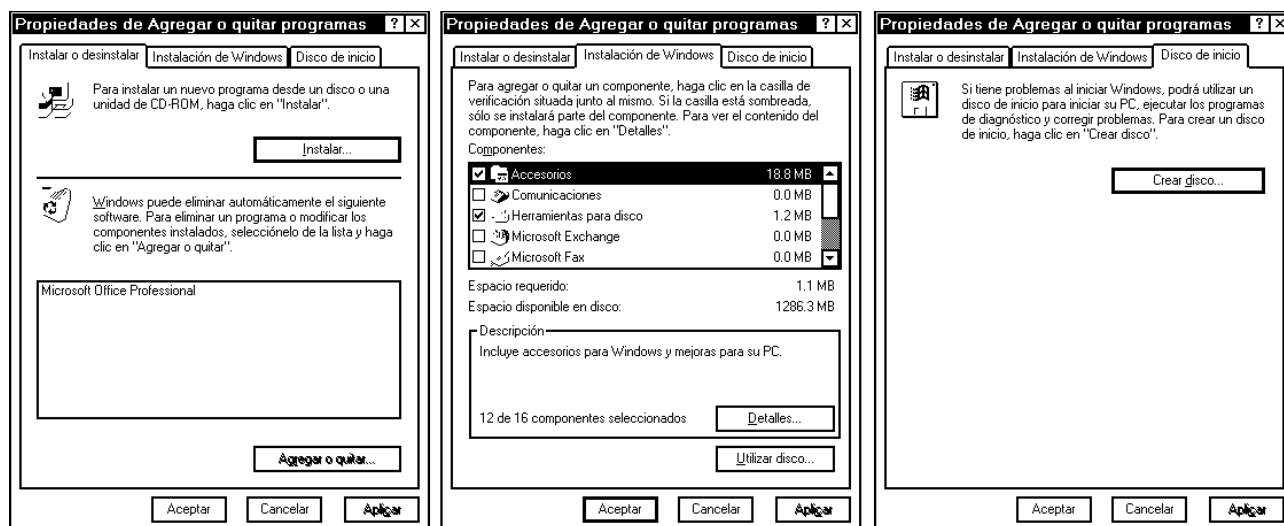 Propiedades de Agregar o quitar programas
Instalar o desinstalar Instalación de Windows Disco de inicio
Para instalar un nuevo programa desde un disco o una
unidad de CD-ROM, haga clic en "Instalar".
Instalar...
Windows puede eliminar automáticamente el siguiente
software. Para eliminar un programa o modificar los
componentes instalados, selecciónelo de la lista y haga
clic en "Agregar o quitar".
Microsoft Office Professional
Agregar o quitar...
Aceptar Cancelar Aplicar
Propiedades de Agregar o quitar programas
Instalar o desinstalar Instalación de Windows Disco de inicio
Para agregar o quitar un componente, haga clic en la casilla de
verificación situada junto al mismo. Si la casilla está sombreada,
sólo se instalará parte del componente. Para ver el contenido del
componente, haga clic en "Detalles".
Componentes:
Accesorios 18.8 MB
Comunicaciones 0.0 MB
Herramientas para disco 1.2 MB
Microsoft Exchange 0.0 MB
Microsoft Fax 0.0 MB
Espacio requerido: 1.1 MB
Espacio disponible en disco: 1286.3 MB
Descripción
Incluye accesorios para Windows y mejoras para su PC.
12 de 16 componentes seleccionados Detalles...
Utilizar disco...
Aceptar Cancelar Aplicar
Propiedades de Agregar o quitar programas
Instalar o desinstalar Instalación de Windows Disco de inicio
Si tiene problemas al iniciar Windows, podrá utilizar un
disco de inicio para iniciar su PC, ejecutar los programas
de diagnóstico y corregir problemas. Para crear un disco
de inicio, haga clic en "Crear disco".
Crear disco...
Aceptar Cancelar Aplicar